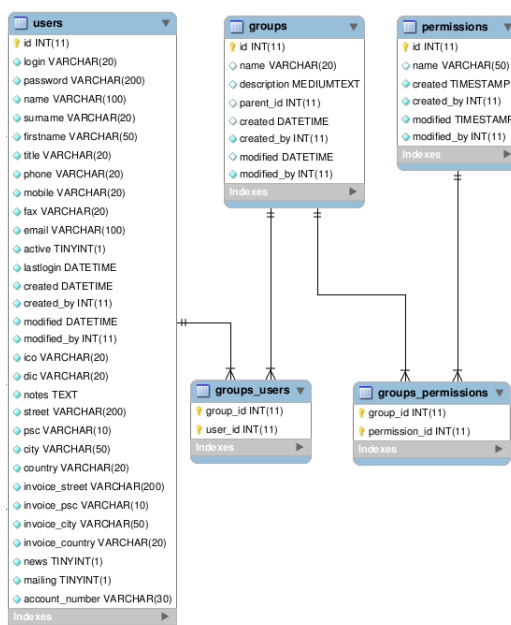 users
id INT(11)
login VARCHAR(20)
password VARCHAR(200)
name VARCHAR(100)
surname VARCHAR(20)
firstname VARCHAR(50)
title VARCHAR(20)
phone VARCHAR(20)
mobile VARCHAR(20)
fax VARCHAR(20)
email VARCHAR(100)
active TINYINT(1)
lastlogin DATETIME
created DATETIME
created_by INT(11)
modified DATETIME
modified_by INT(11)
ico VARCHAR(20)
dic VARCHAR(20)
notes TEXT
street VARCHAR(200)
psc VARCHAR(10)
city VARCHAR(50)
country VARCHAR(20)
invoice_street VARCHAR(200)
invoice_psc VARCHAR(10)
invoice_city VARCHAR(50)
invoice_country VARCHAR(20)
news TINYINT(1)
mailing TINYINT(1)
account_number VARCHAR(30)
Indexes
groups
id INT(11)
name VARCHAR(20)
description MEDIUMTEXT
parent_id INT(11)
created DATETIME
created_by INT(11)
modified DATETIME
modified_by INT(11)
Indexes
permissions
id INT(11)
name VARCHAR(50)
created TIMESTAMP
created_by INT(11)
modified TIMESTAMP
modified_by INT(11)
Indexes
groups_users
group_id INT(11)
user_id INT(11)
Indexes
groups_permissions
group_id INT(11)
permission_id INT(11)
Indexes